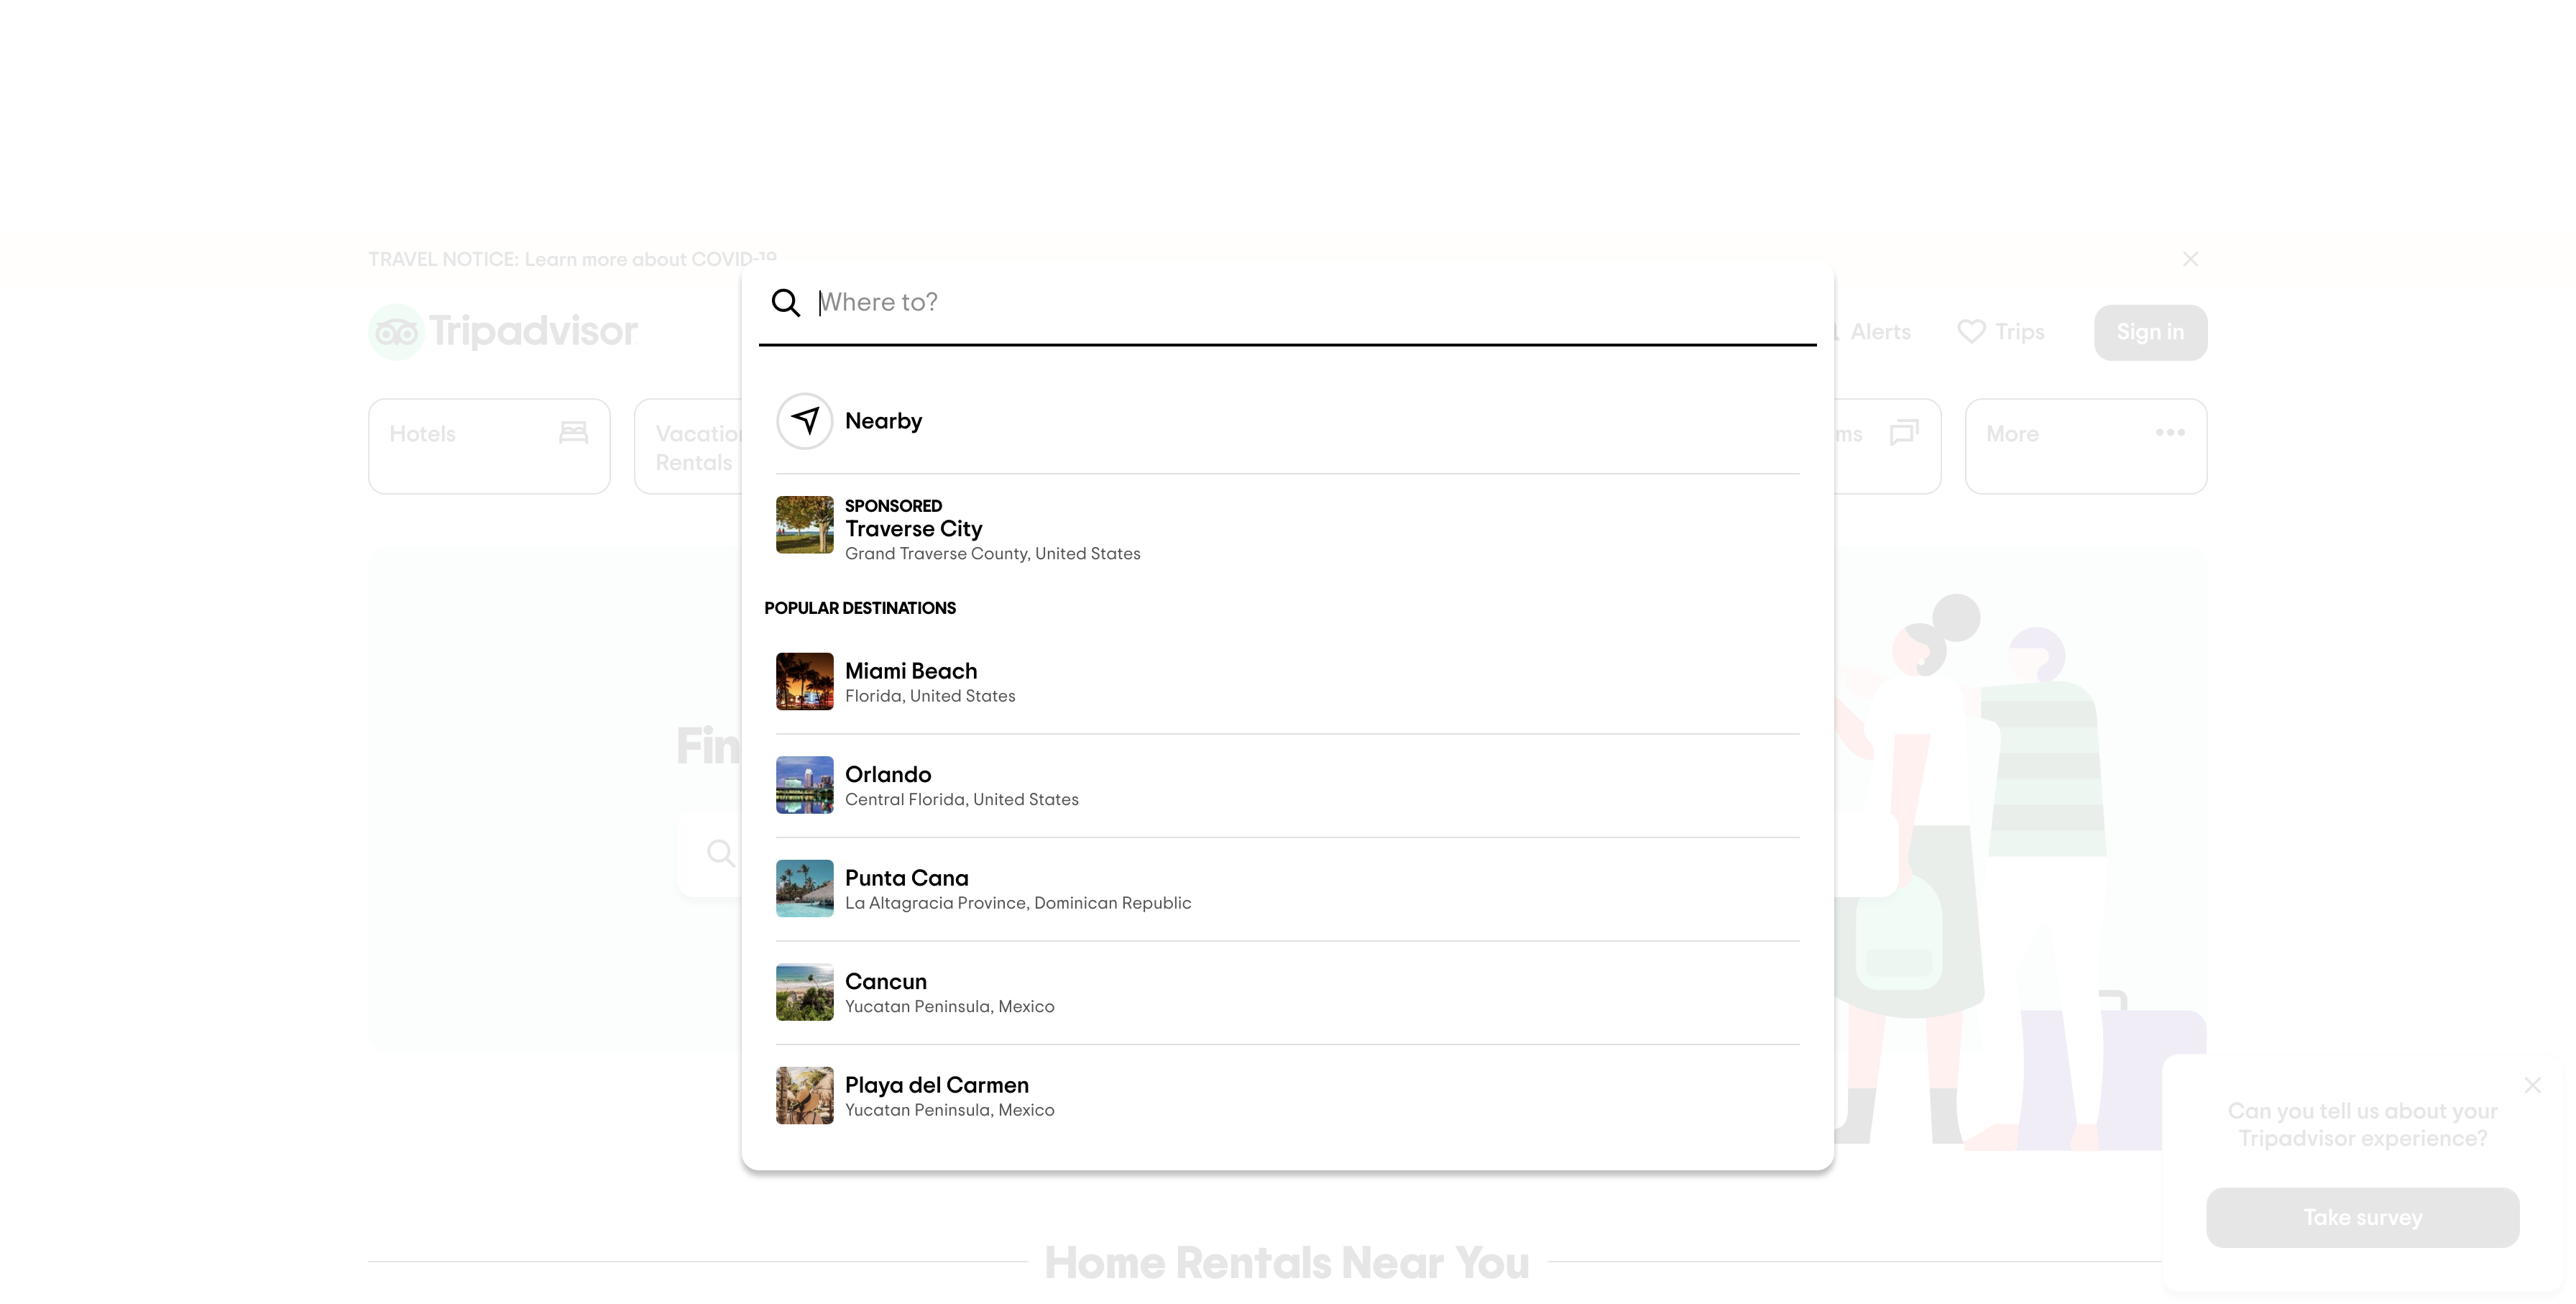 TRAVEL NOTICE: Learn more about COVID-19
Where to?
Tripadvisor
Alerts
Trips
Sign in
Nearby
Hotels
Rentals
More
SPONSORED
Traverse City
Grand Traverse County, United States
POPULAR DESTINATIONS
Miami Beach
Florida, United States
Orlando
Central Florida, United States
Punta Cana
La Altagracia Province, Dominican Republic
Cancun
Yucatan Peninsula, Mexico
Playa del Carmen
Yucatan Peninsula, Mexico
Can you tell us about your
Tripadvisor experience?
Take survey
Home Rentals Near You